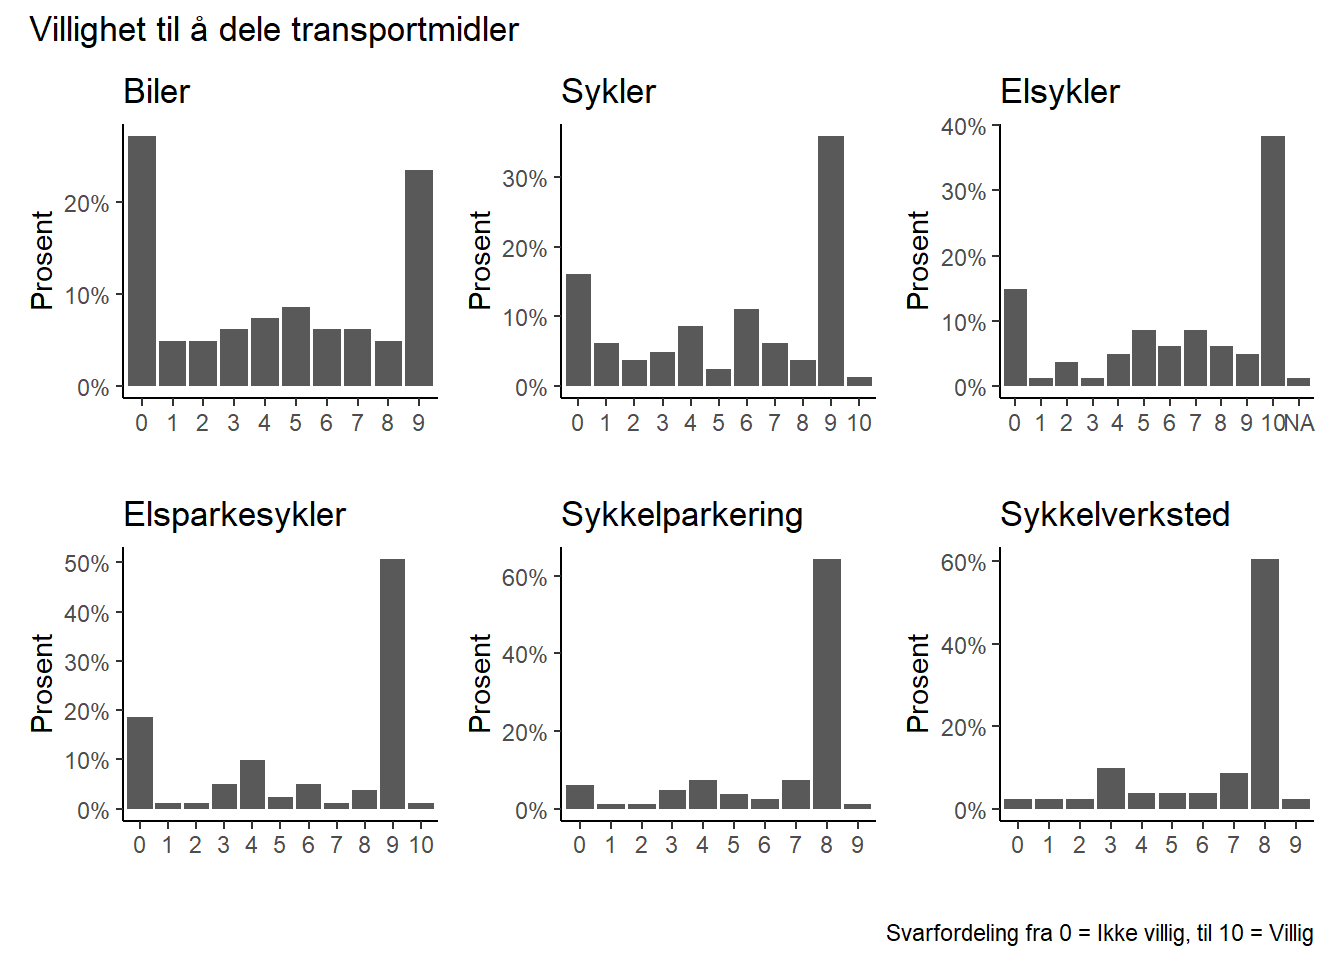 Villighet til å dele transportmidler
Biler
Prosent
20%
10%
0%
0 1 2 3 4 5 6 7 8 9
Sykler
Prosent
30%
20%
10%
0%
0 1 2 3 4 5 6 7 8 9 10
Elsykler
Prosent
40%
30%
20%
10%
0%
0 1 2 3 4 5 6 7 8 9 10 NA
Elsparkesykler
Prosent
50%
40%
30%
20%
10%
0%
0 1 2 3 4 5 6 7 8 9 10
Sykkelparkering
Prosent
60%
40%
20%
0%
0 1 2 3 4 5 6 7 8 9
Sykkelverksted
Prosent
60%
40%
20%
0%
0 1 2 3 4 5 6 7 8 9
Svarfordeling fra 0 = Ikke villig, til 10 = Villig